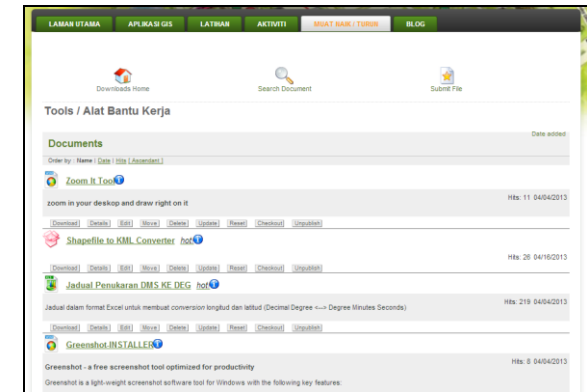 LAMAN UTAMA APLIKASI GIS LATIHAN AKTIVITI MUAT NAIK / TURUN BLOG
Downloads Home Search Document Submit File
Tools / Alat Bantu Kerja
Date added
Documents
Order by : Name | Date | Hits [ Ascendant ]
Zoom It Tool
Hits: 11 04/04/2013
zoom in your deskop and draw right on it
Download Details Edit Move Delete Update Reset Checkout Unpublish
Shapefile to KML Converter hot
Hits: 26 04/16/2013
Download Details Edit Move Delete Update Reset Checkout Unpublish
Jadual Penukaran DMS KE DEG hot
Hits: 219 04/04/2013
Jadual dalam format Excel untuk membuat conversion longitud dan latitud (Decimal Degree <--> Degree Minutes Seconds)
Download Details Edit Move Delete Update Reset Checkout Unpublish
Greenshot-INSTALLER
Hits: 8 04/04/2013
Greenshot - a free screenshot tool optimized for productivity
Greenshot is a light-weight screenshot software tool for Windows with the following key features: